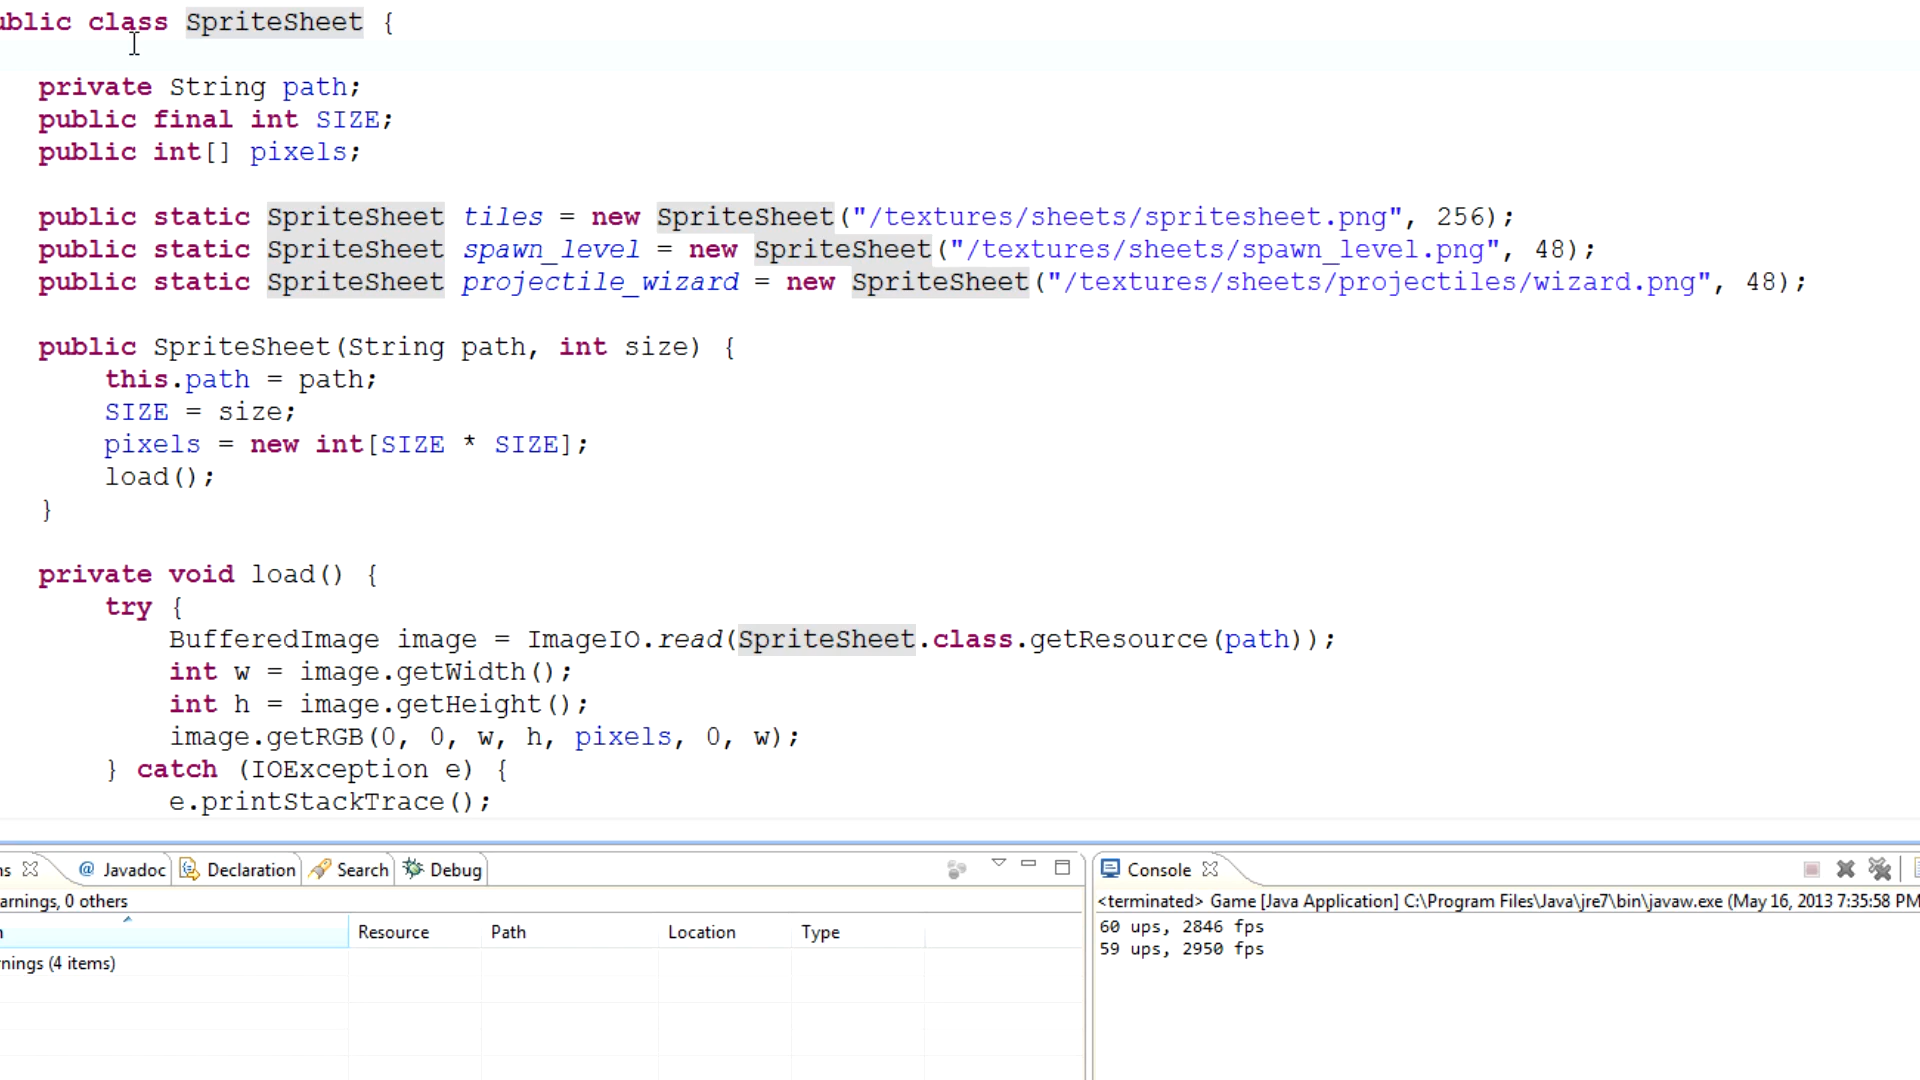 ublic class SpriteSheet {
private String path;
public final int SIZE;
public int[] pixels;
public static SpriteSheet tiles = new SpriteSheet("/textures/sheets/spritesheet.png", 256);
public static SpriteSheet spawn_level = new SpriteSheet("/textures/sheets/spawn_level.png", 48);
public static SpriteSheet projectile_wizard = new SpriteSheet("/textures/sheets/projectiles/wizard.png", 48);
public SpriteSheet(String path, int size) {
this.path = path;
SIZE = size;
pixels = new int[SIZE * SIZE];
load();
}
private void load() {
try {
BufferedImage image = ImageIO.read(SpriteSheet.class.getResource(path));
int w = image.getWidth();
int h = image.getHeight();
image.getRGB(0, 0, w, h, pixels, 0, w);
} catch (IOException e) {
e.printStackTrace();
ns @ Javadoc Declaration Search Debug
arnings, 0 others
n Resource Path Location Type
rnings (4 items)
Console
<terminated> Game [Java Application] C:\Program Files\Java\jre7\bin\javaw.exe (May 16, 2013 7:35:58 PM
60 ups, 2846 fps
59 ups, 2950 fps